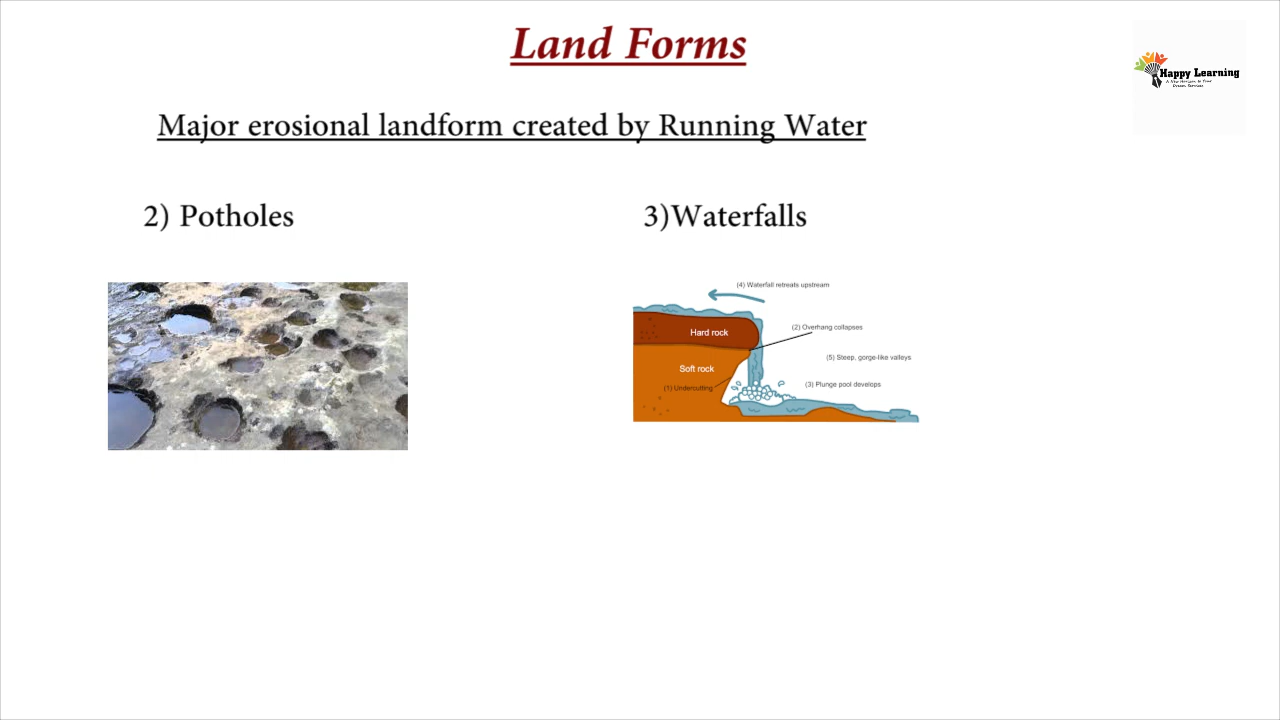 Land Forms
Happy Learning
Major erosional landform created by Running Water
2) Potholes
3)Waterfalls
(4) Waterfall retreats upstream
Hard rock
(2) Overhang collapses
(5) Steep, gorge-like valleys
Soft rock
(1) Undercutting
(3) Plunge pool develops